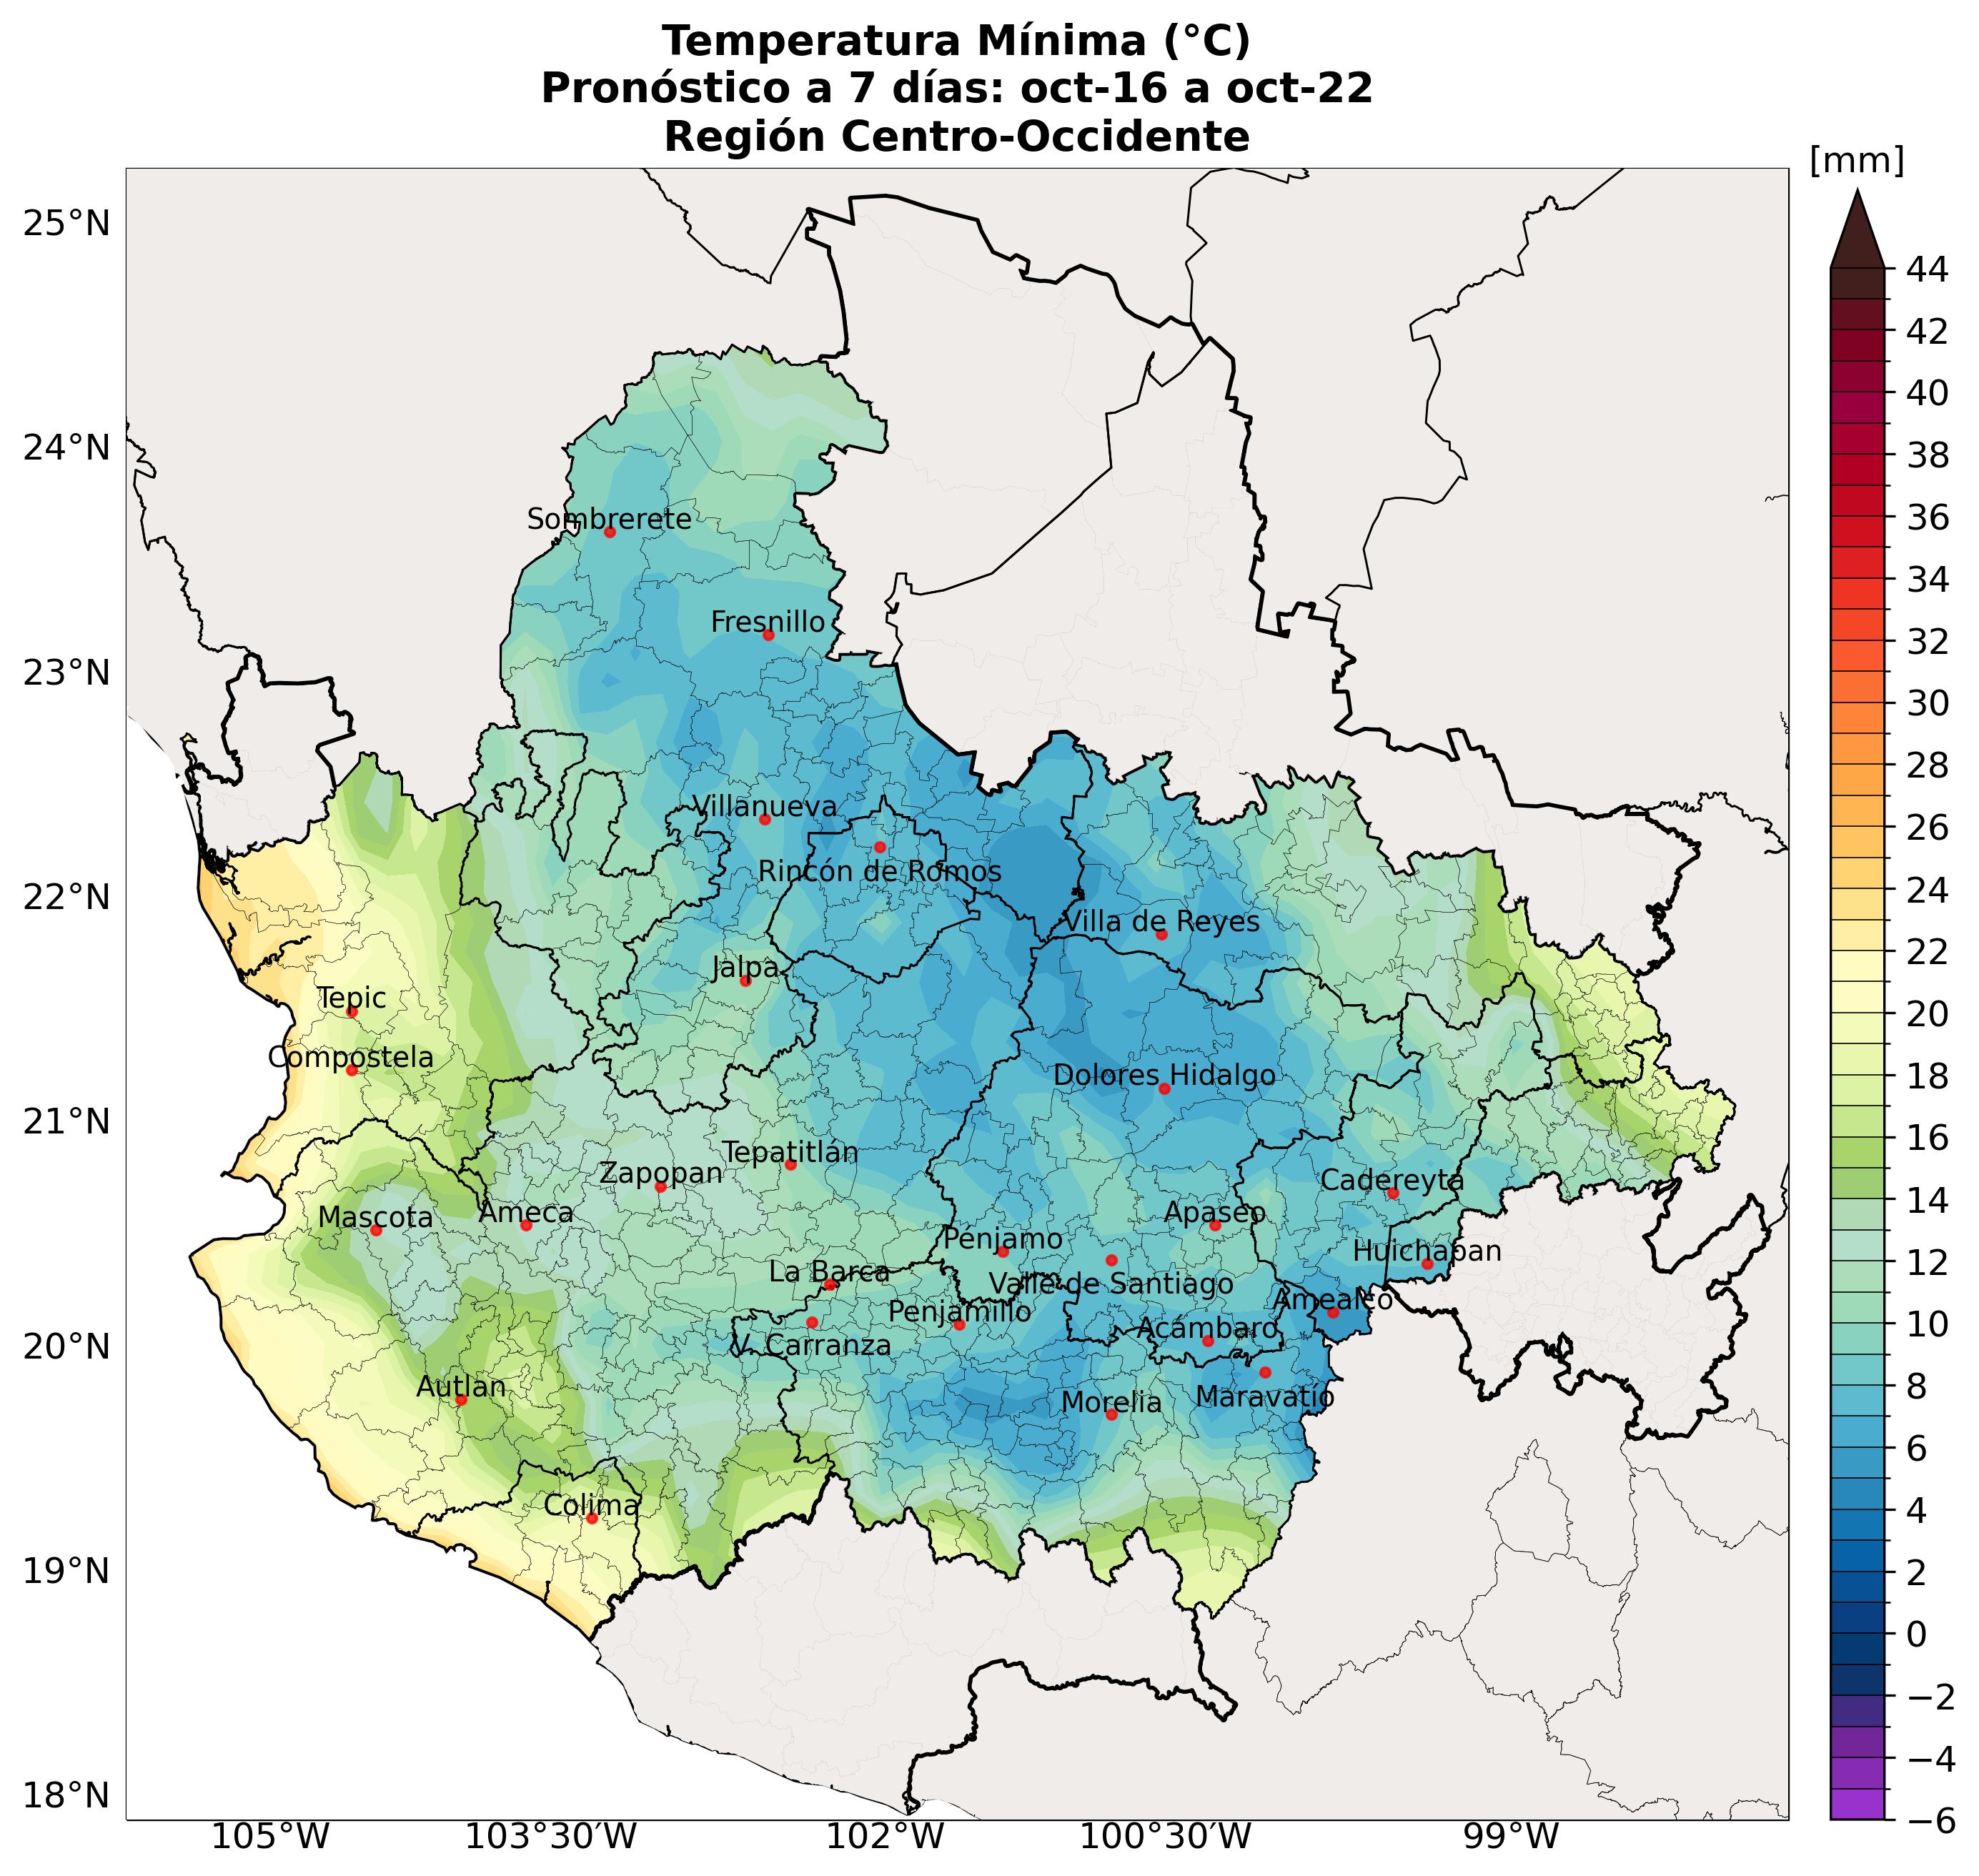 Temperatura Mínima (°C)
Pronóstico a 7 días: oct-16 a oct-22
Región Centro-Occidente
[mm]
25°N
24°N
23°N
22°N
21°N
20°N
19°N
18°N
Sombrerete
Fresnillo
Villanueva
Rincón de Romos
Villa de Reyes
Jalpa
Tepic
Compostela
Dolores Hidalgo
Tepatitlán
Zapopan
Cadereyta
Mascota
Ameca
Apaseo
Pénjamo
Huichapan
La Barca
Valle de Santiago
Penjamillo
Amealco
Acámbaro
V. Carranza
Autlan
Morelia
Maravatío
Colima
105°W
103°30′W
102°W
100°30′W
99°W
44
42
40
38
36
34
32
30
28
26
24
22
20
18
16
14
12
10
8
6
4
2
0
−2
−4
−6